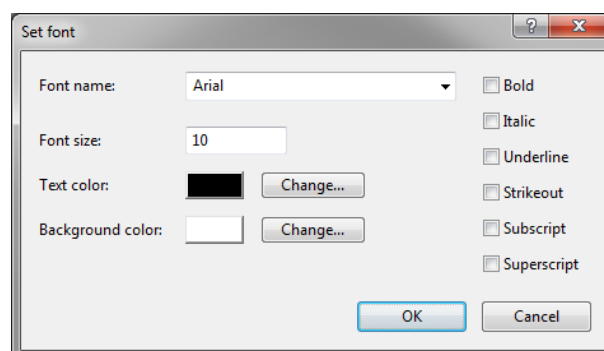 Set font
?
Font name:
Arial
Bold
Italic
Font size:
10
Underline
Text color:
Change...
Strikeout
Background color:
Change...
Subscript
Superscript
OK
Cancel